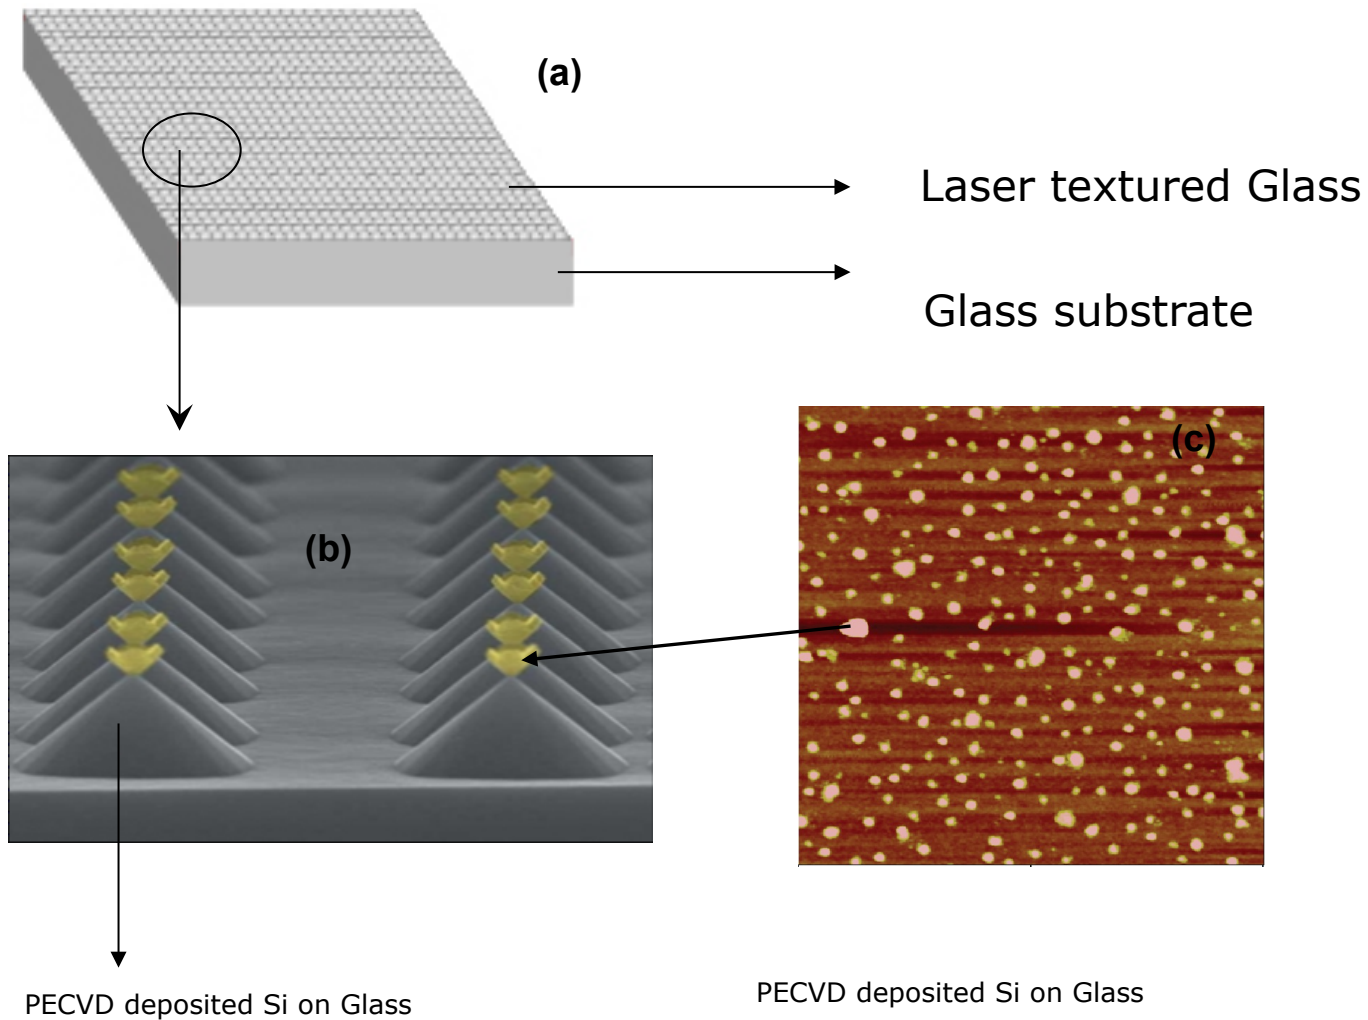 (a)
Laser textured Glass
Glass substrate
(b)
(c)
PECVD deposited Si on Glass
PECVD deposited Si on Glass